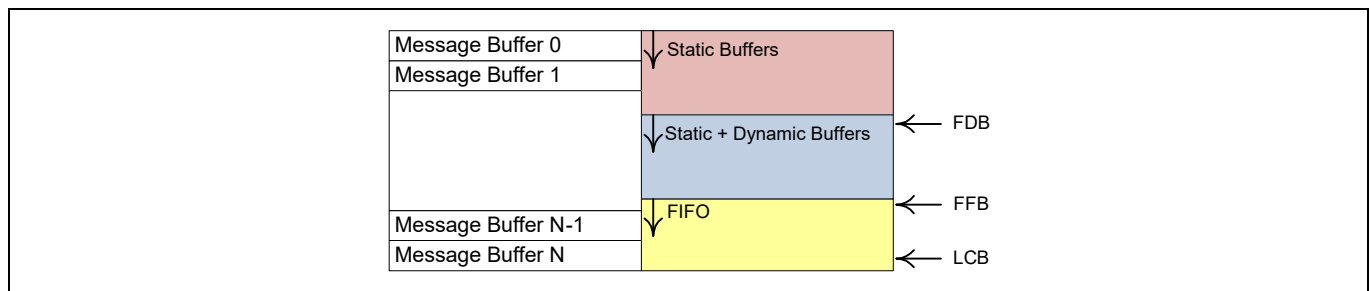 Message Buffer 0
Message Buffer 1
Message Buffer N-1
Message Buffer N
Static Buffers
Static + Dynamic Buffers
FIFO
FDB
FFB
LCB